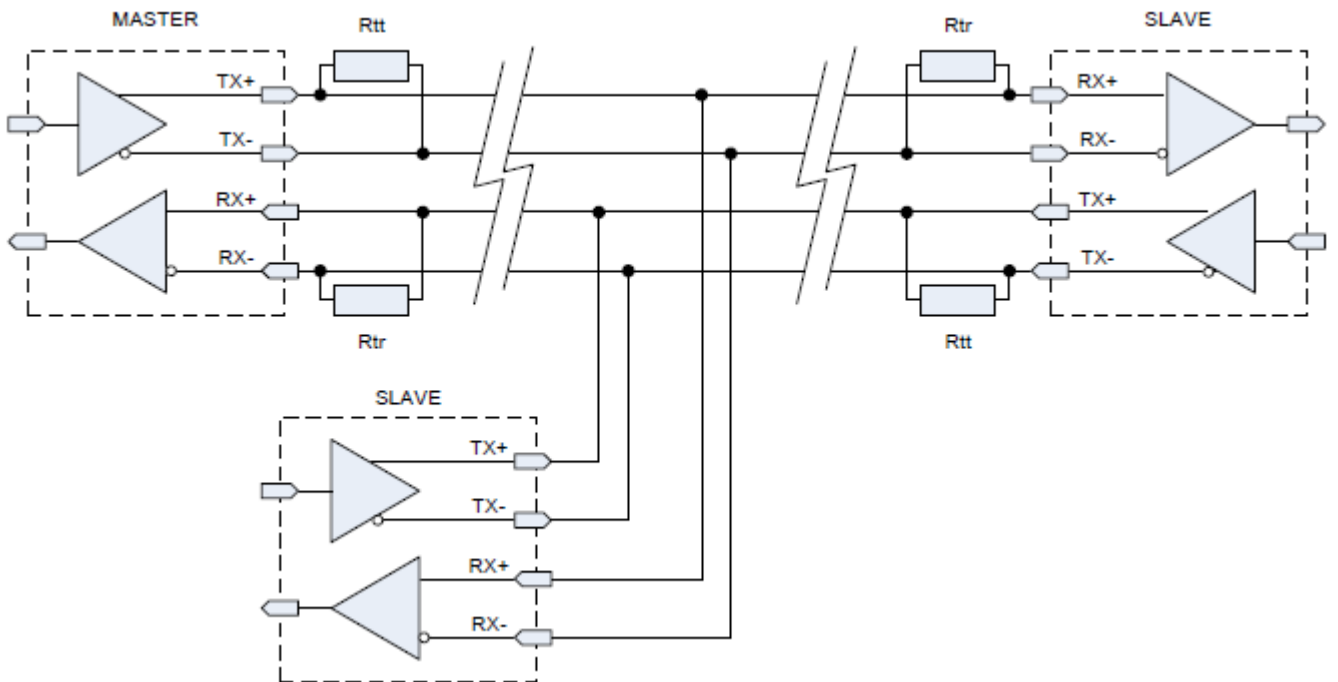 MASTER
Rtt
Rtr
SLAVE
TX+
RX+
TX-
RX-
RX+
TX+
RX-
TX-
Rtr
Rtt
SLAVE
TX+
TX-
RX+
RX-